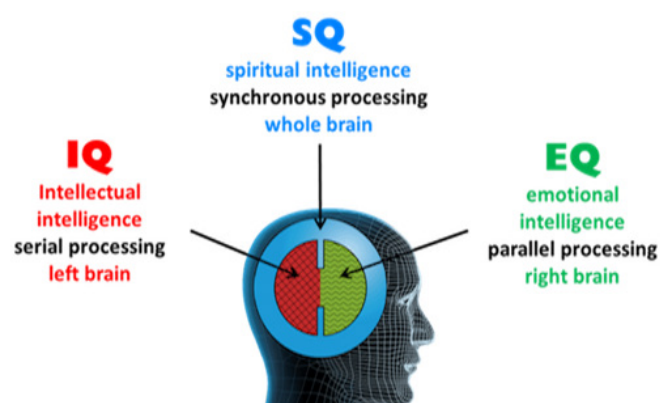 SQ
spiritual intelligence
synchronous processing
whole brain
IQ
Intellectual
intelligence
serial processing
left brain
EQ
emotional
intelligence
parallel processing
right brain